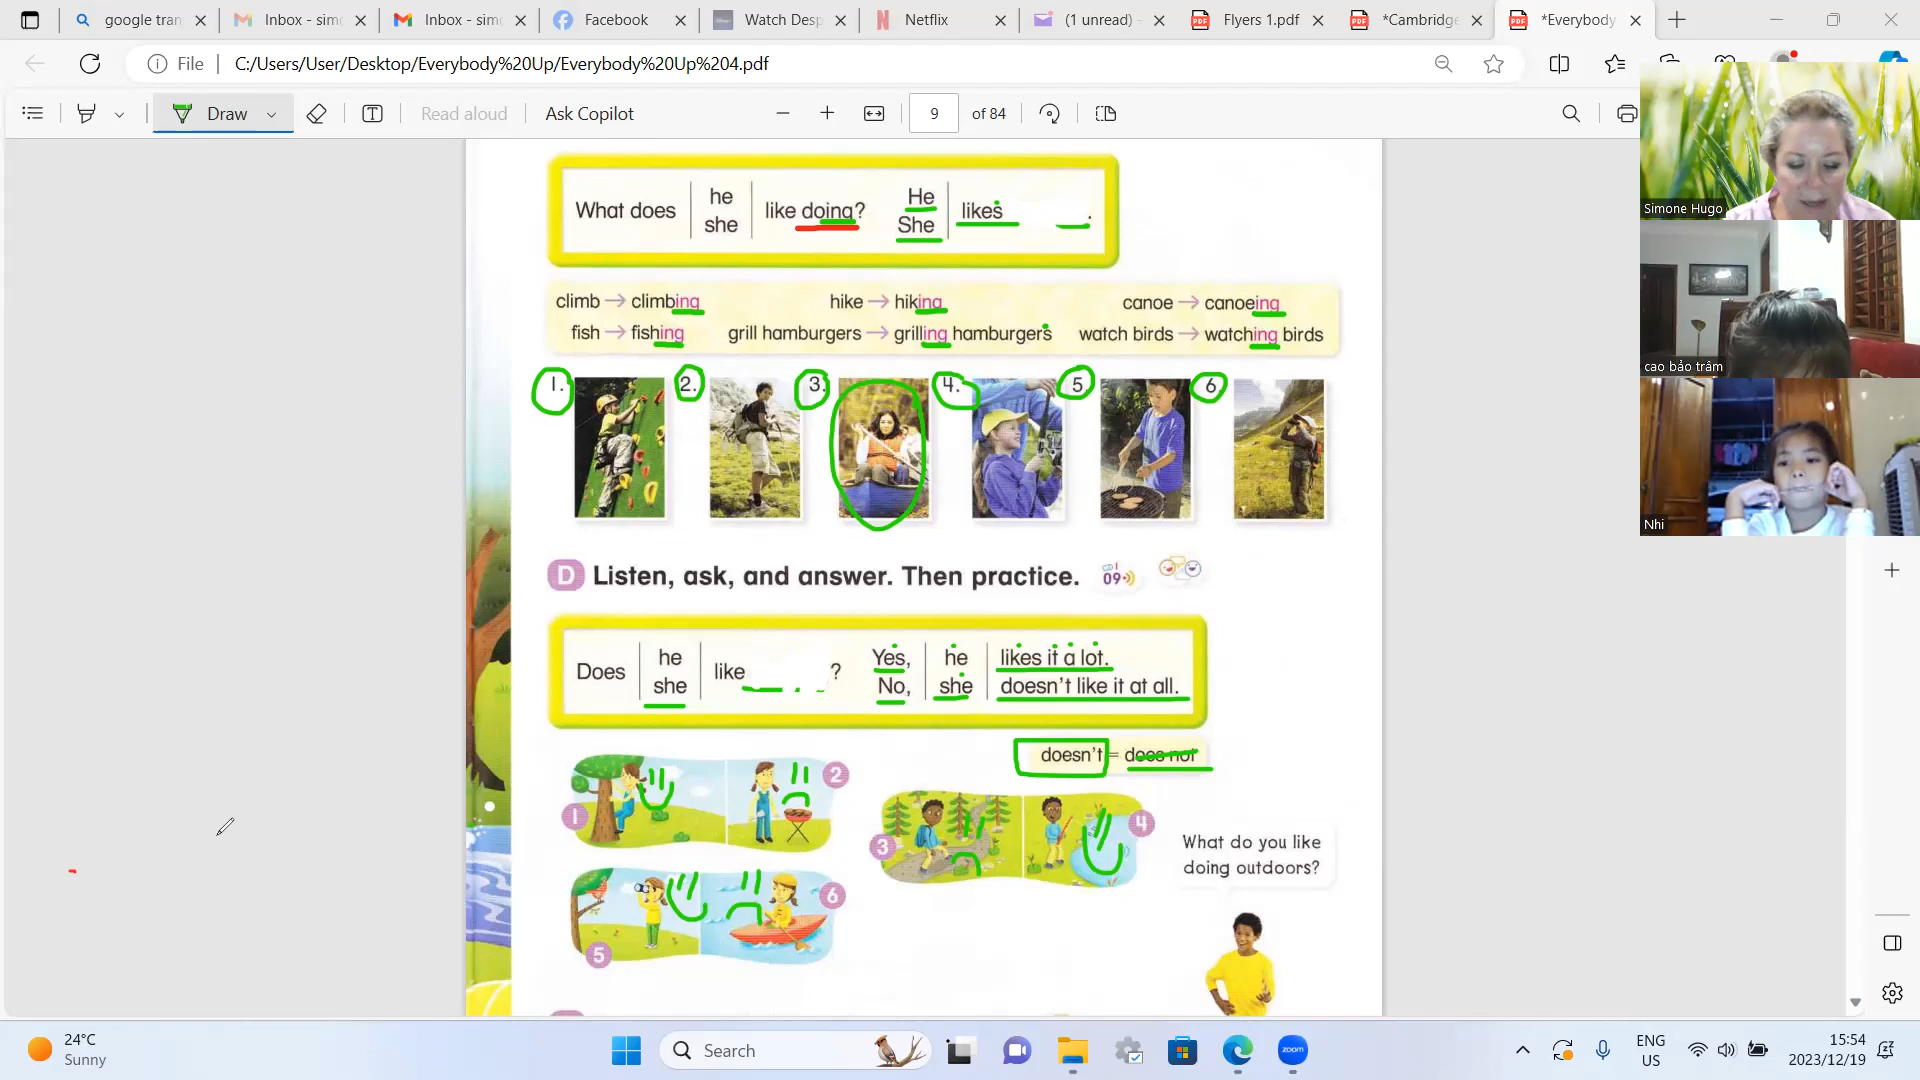 google tran
Inbox - simo
Inbox - simo
Facebook
Watch Desp
Netflix
(1 unread) -
Flyers 1.pdf
*Cambridge
*Everybody
File
C:/Users/User/Desktop/Everybody%20Up/Everybody%20Up%204.pdf
Draw
Read aloud
Ask Copilot
9 of 84
What does he she like doing? He She likes .
climb → climbing hike → hiking canoe → canoeing
fish → fishing grill hamburgers → grilling hamburgers watch birds → watching birds
1. 2. 3. 4. 5 6
D Listen, ask, and answer. Then practice. 09
Does he she like ? Yes, No, he she likes it a lot. doesn't like it at all.
doesn't = does not
1 2
3 4
5 6
What do you like
doing outdoors?
Simone Hugo
cao bảo trâm
Nhi
24°C
Sunny
Search
zoom
ENG
US
15:54
2023/12/19